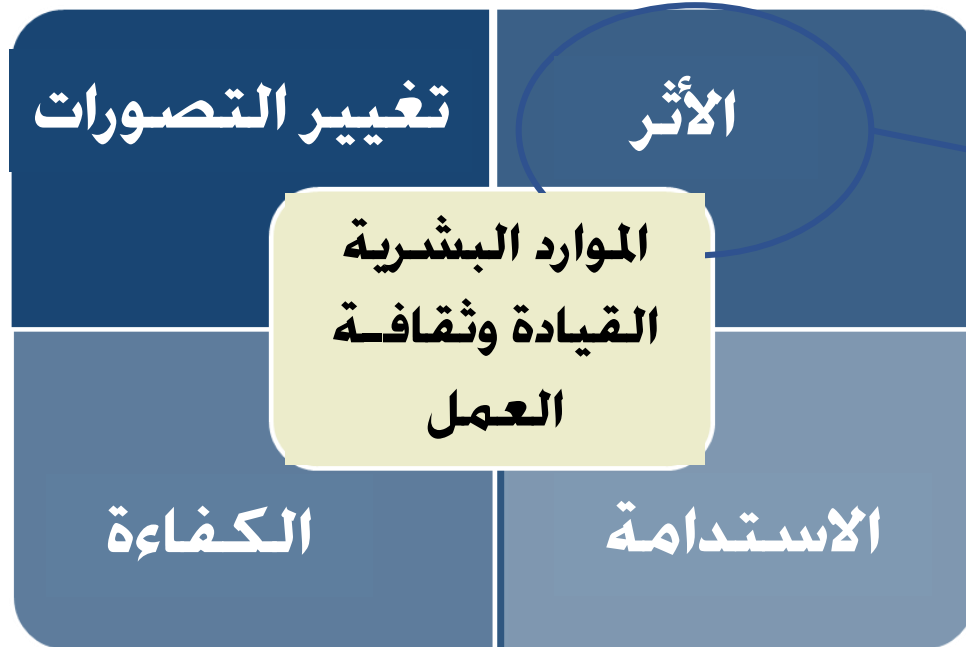 الأثر
تغيير التصورات
الموارد البشرية
القيادة وثقافة
العمل
الاستدامة
الكفاءة